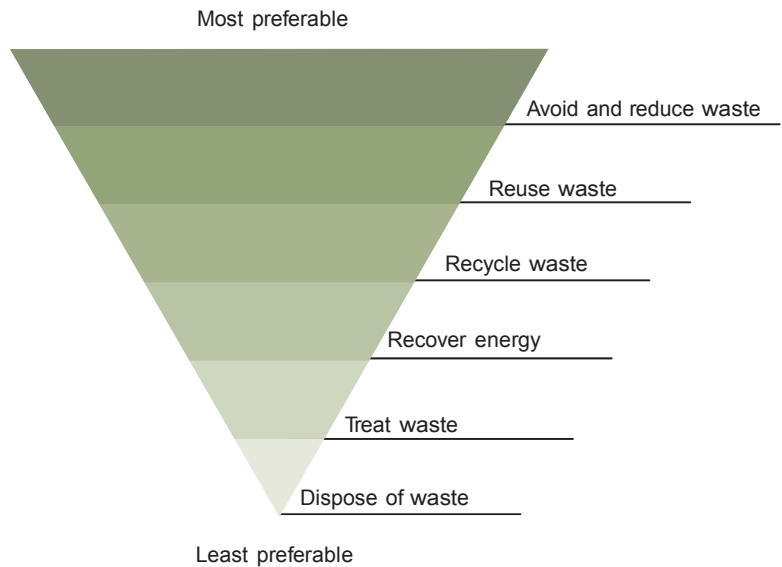 Most preferable
Avoid and reduce waste
Reuse waste
Recycle waste
Recover energy
Treat waste
Dispose of waste
Least preferable